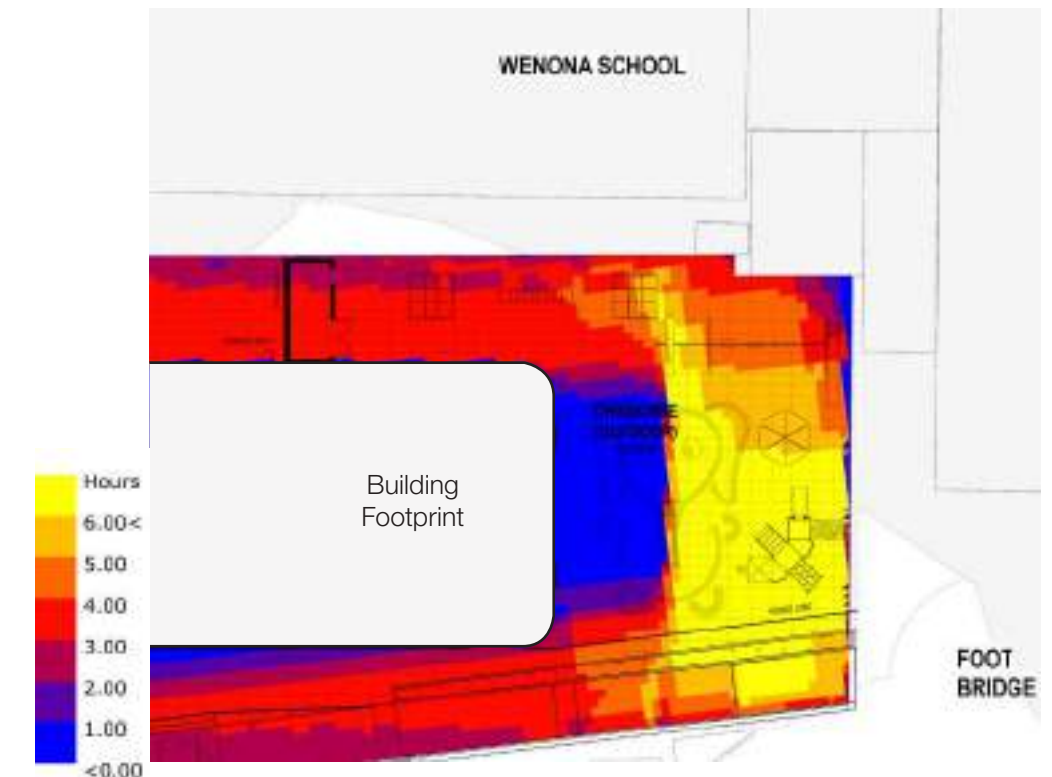 WENONA SCHOOL
Building
Footprint
Hours
6.00<
5.00
4.00
3.00
2.00
1.00
<0.00
FOOT
BRIDGE